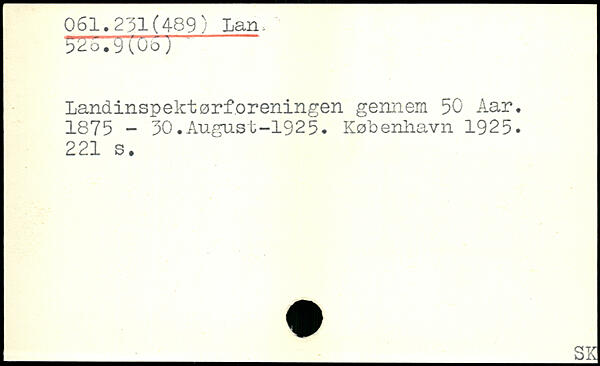 061.231(489) Lan.
526.9(06)
Landinspektørforeningen gennem 50 Aar.
1875 - 30.August-1925. København 1925.
221 s.
SK